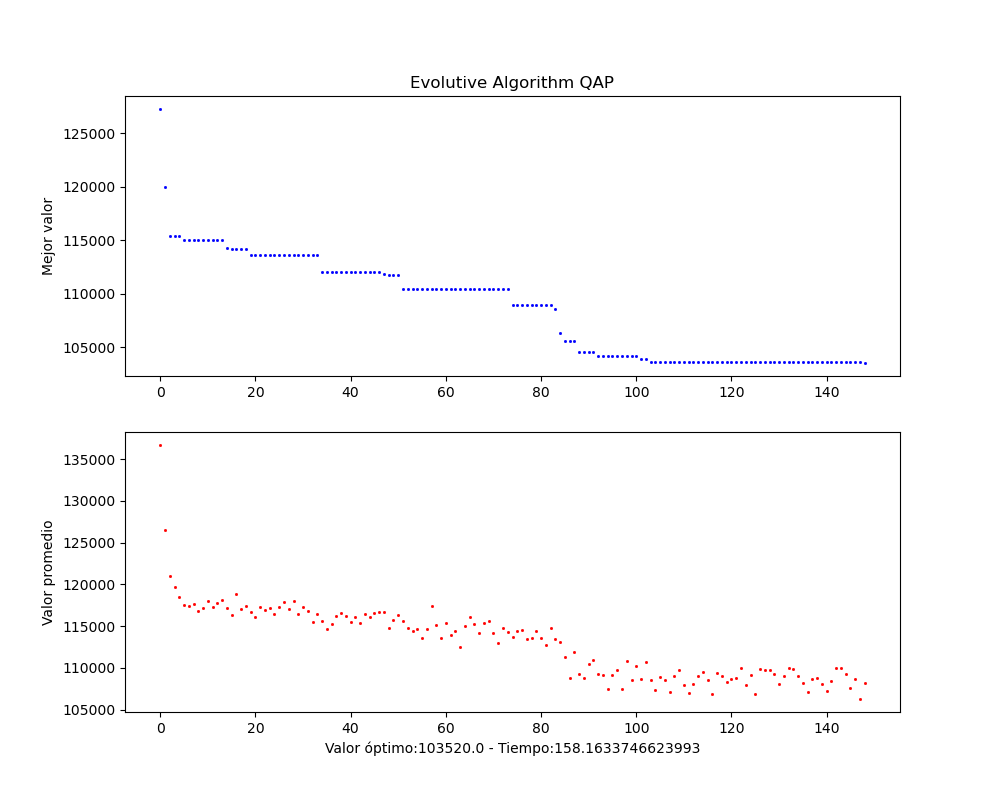 Evolutive Algorithm QAP
Mejor valor
125000
120000
115000
110000
105000
0 20 40 60 80 100 120 140
Valor promedio
135000
130000
125000
120000
115000
110000
105000
0 20 40 60 80 100 120 140
Valor óptimo:103520.0 - Tiempo:158.1633746623993